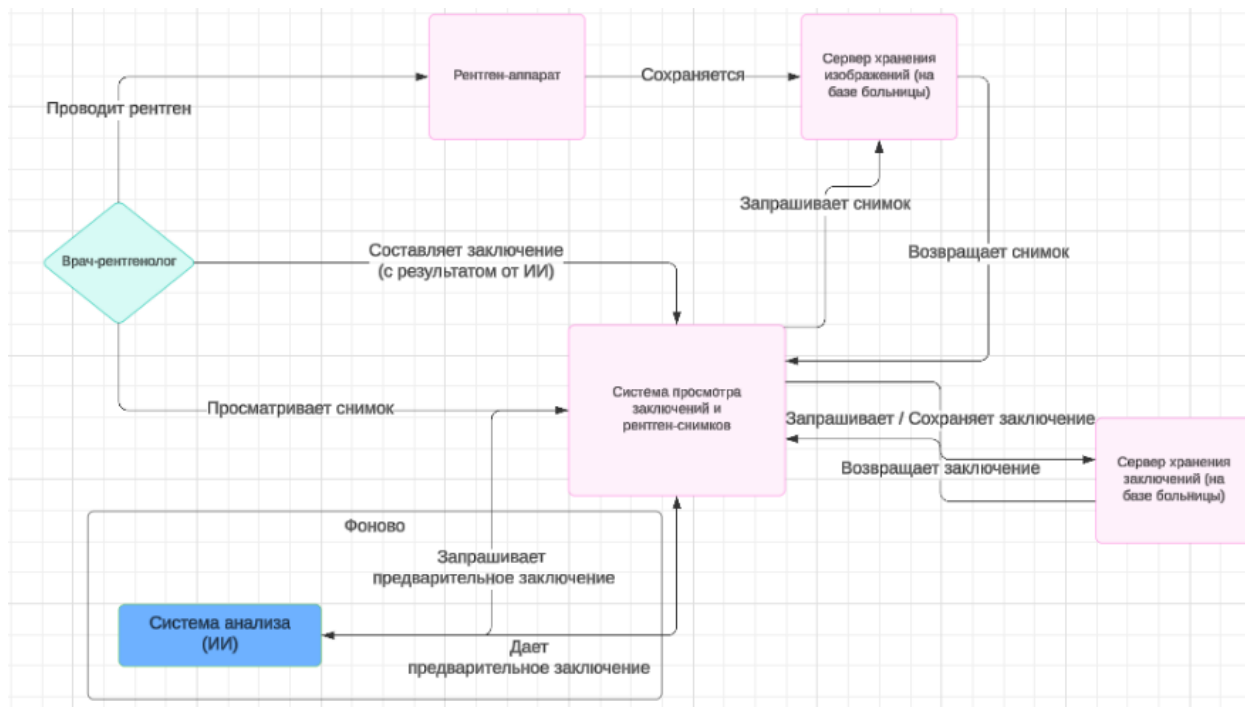 Рентген-аппарат
Сохраняется
Сервер хранения
изображений (на
базе больницы)
Проводит рентген
Запрашивает снимок
Врач-рентгенолог
Составляет заключение
(с результатом от ИИ)
Возвращает снимок
Система просмотра
заключений и
рентген-снимков
Просматривает снимок
Запрашивает / Сохраняет заключение
Возвращает заключение
Сервер хранения
заключений (на
базе больницы)
Фоново
Запрашивает
предварительное заключение
Система анализа
(ИИ)
Дает
предварительное заключение